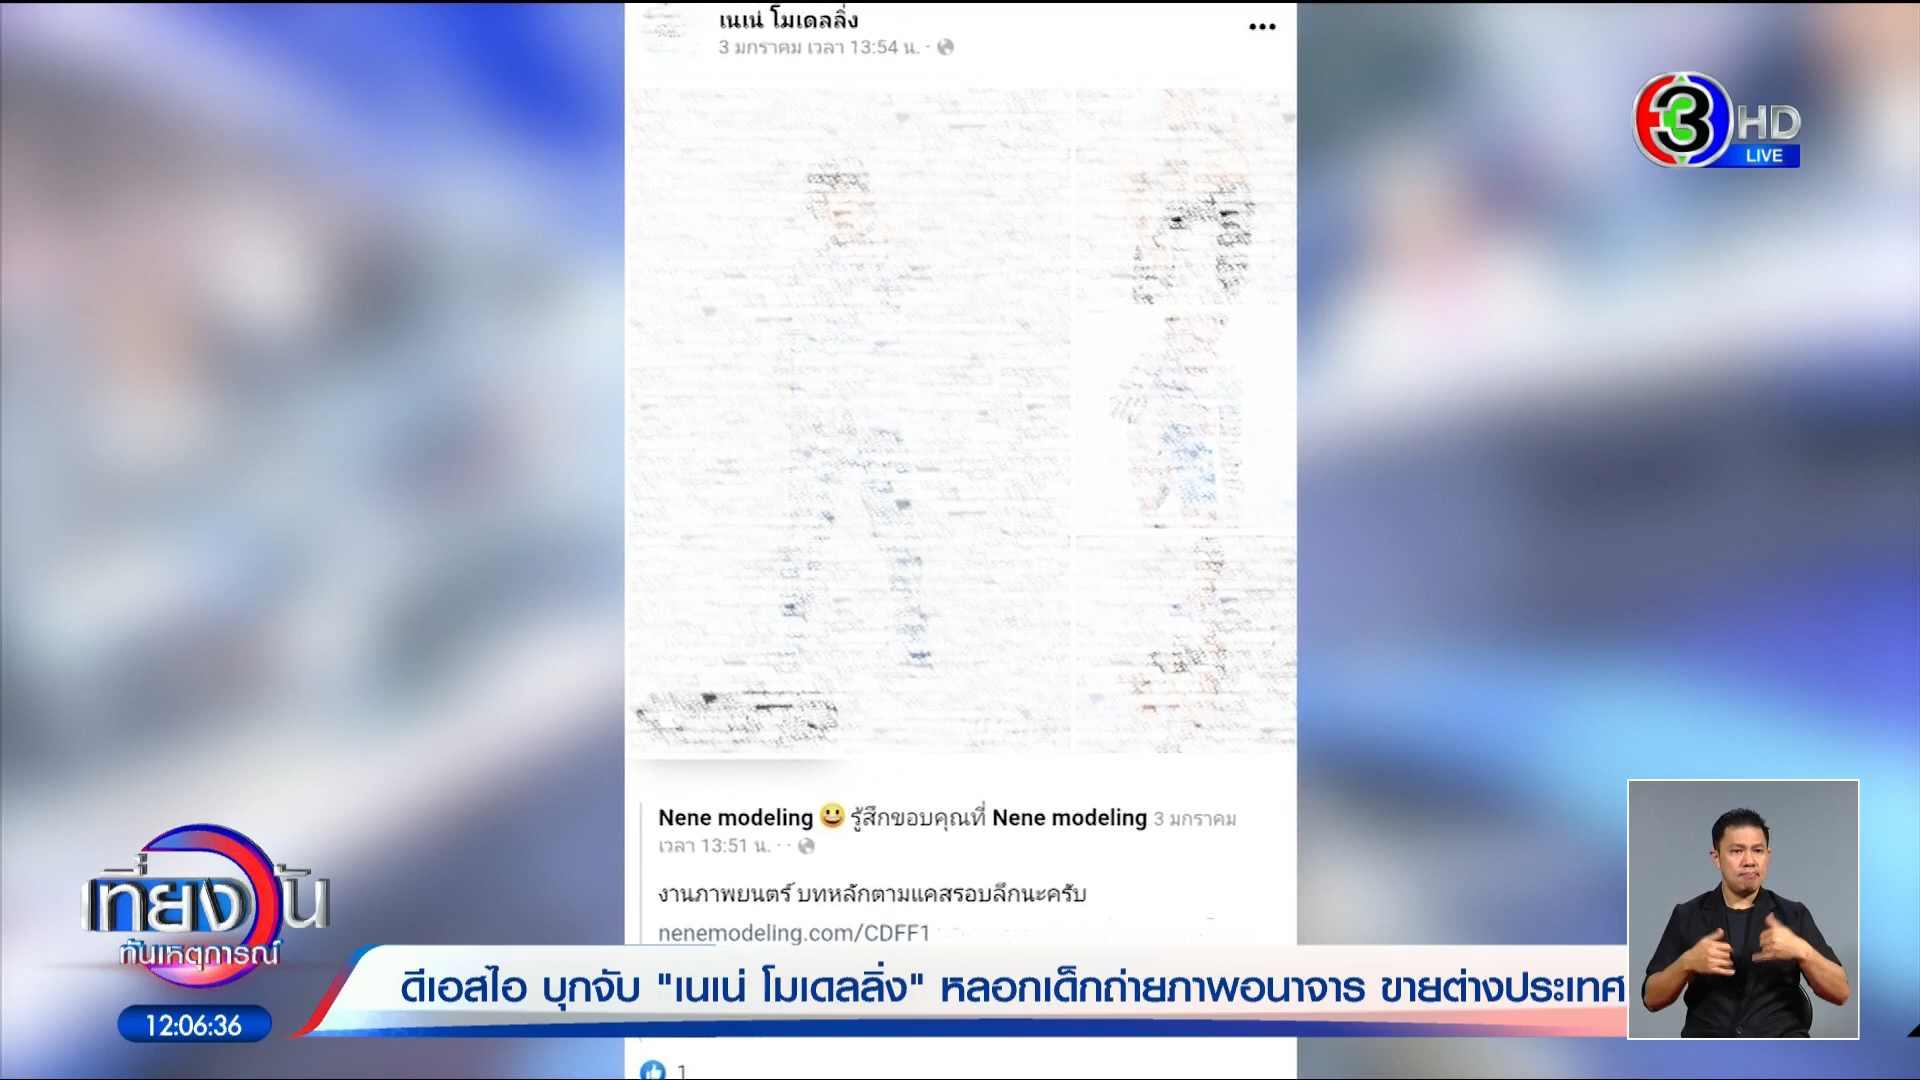 เนเน่ โมเดลลิ่ง
3 มกราคม เวลา 13:54 น. ·
3 HD
LIVE
Nene modeling 😃 รู้สึกขอบคุณที่ Nene modeling 3 มกราคม
เวลา 13:51 น. · ·
งานภาพยนตร์ บทหลักตามแคสรอบลึกนะครับ
nenemodeling.com/CDFF1
เที่ยงวัน
ทันเหตุการณ์
ดีเอสไอ บุกจับ "เนเน่ โมเดลลิ่ง" หลอกเด็กถ่ายภาพอนาจาร ขายต่างประเทศ
12:06:36
1